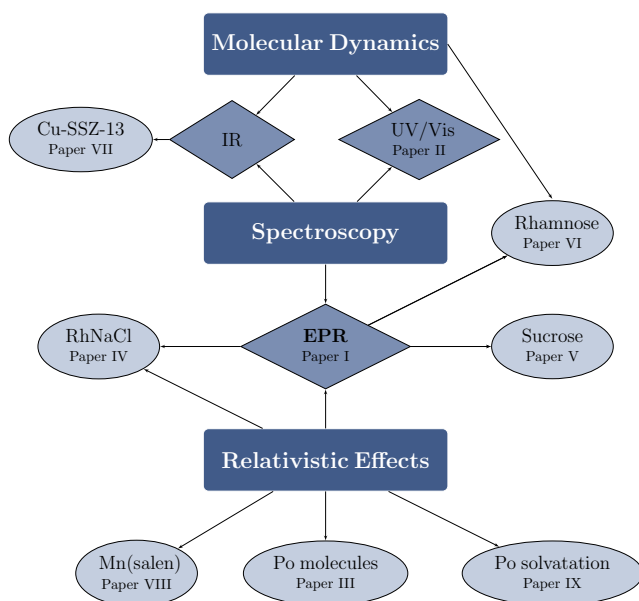 Molecular Dynamics
Cu-SSZ-13
Paper VII
IR
UV/Vis
Paper II
Spectroscopy
Rhamnose
Paper VI
RhNaCl
Paper IV
EPR
Paper I
Sucrose
Paper V
Relativistic Effects
Mn(salen)
Paper VIII
Po molecules
Paper III
Po solvatation
Paper IX